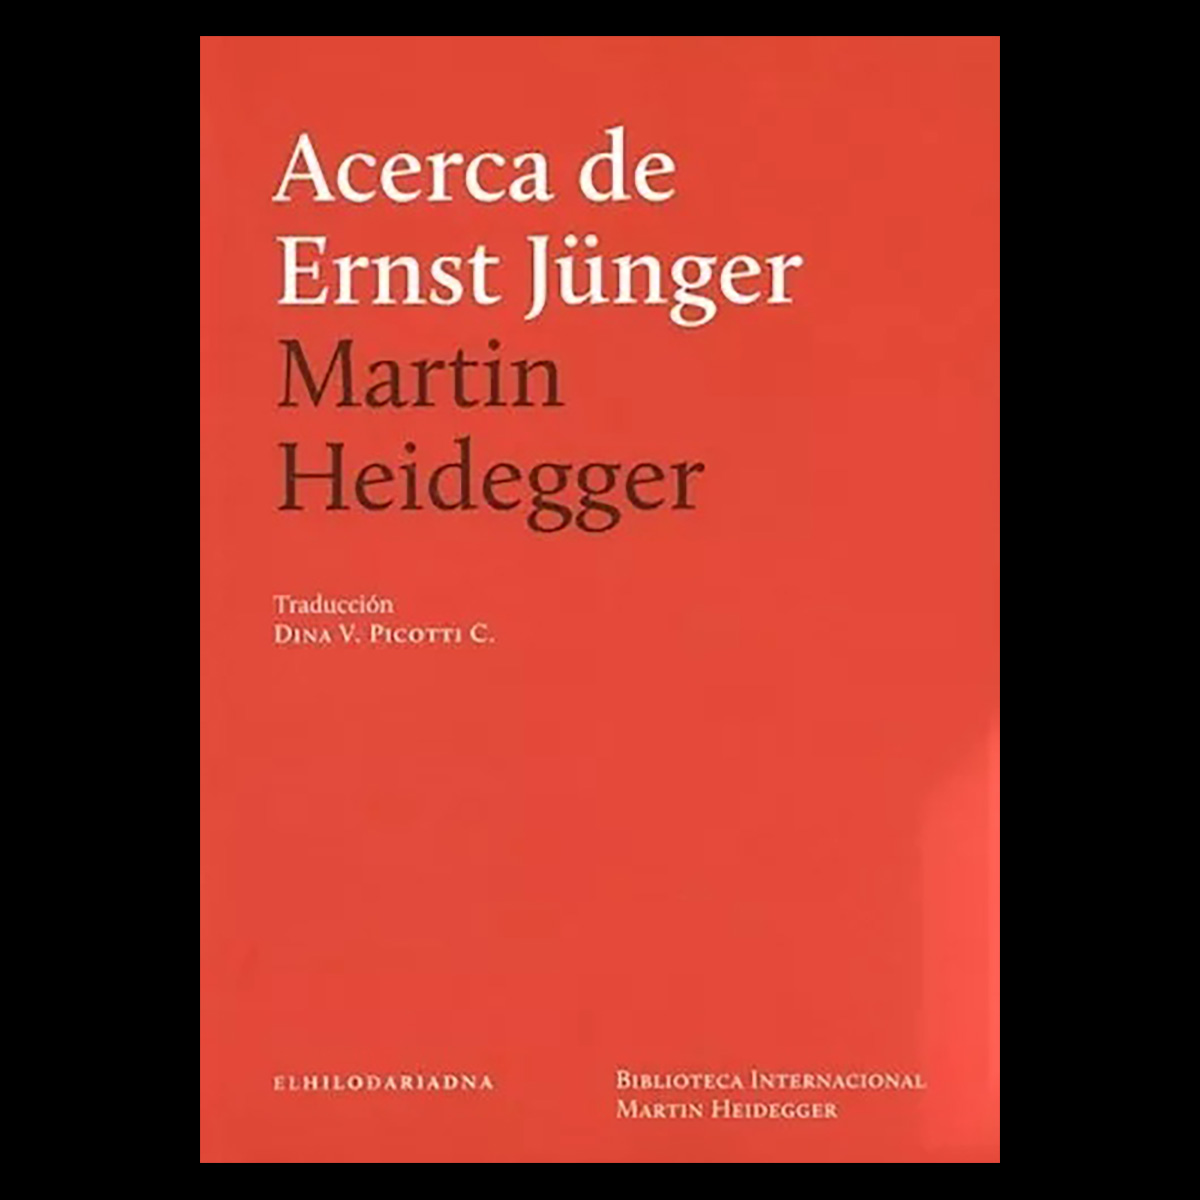 Acerca de
Ernst Jünger
Martin
Heidegger
Traducción
Dina V. Picotti C.
ELHILODARIADNA
Biblioteca Internacional
Martin Heidegger